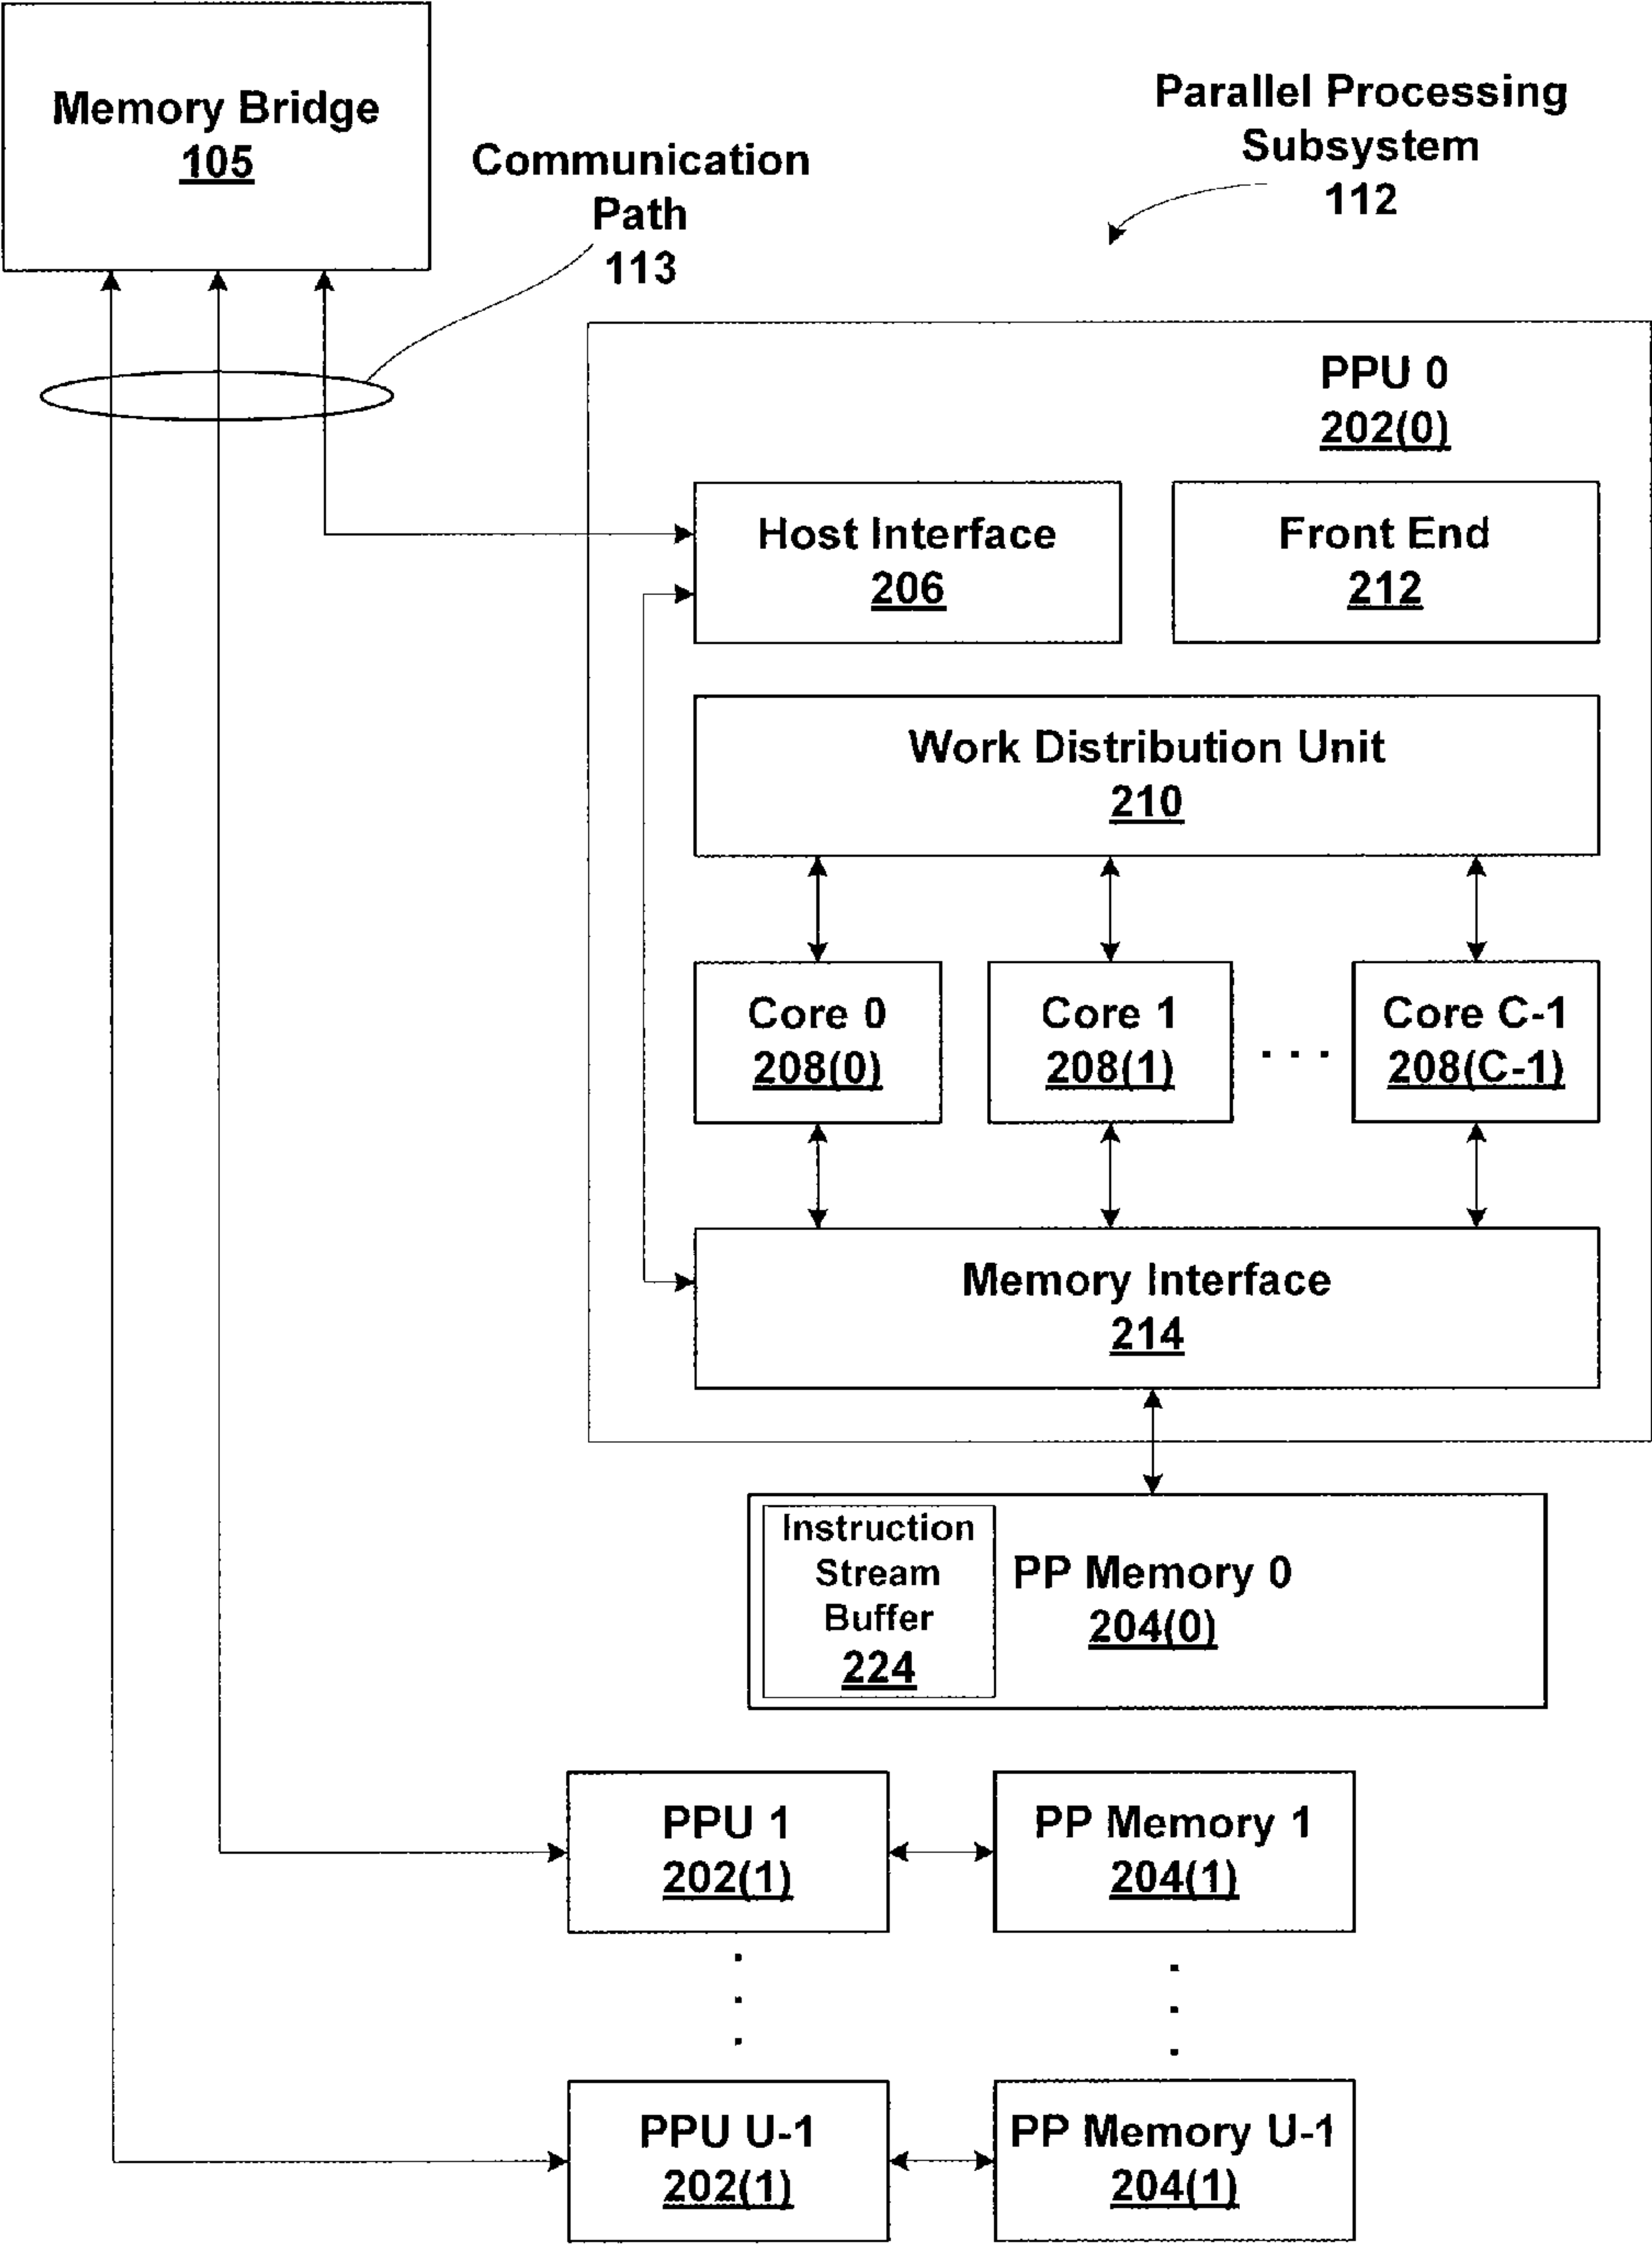 Memory Bridge
105
Communication
Path
113
Parallel Processing
Subsystem
112
PPU 0
202(0)
Host Interface
206
Front End
212
Work Distribution Unit
210
Core 0
208(0)
Core 1
208(1)
. . .
Core C-1
208(C-1)
Memory Interface
214
Instruction
Stream
Buffer
224
PP Memory 0
204(0)
PPU 1
202(1)
PP Memory 1
204(1)
PPU U-1
202(1)
PP Memory U-1
204(1)